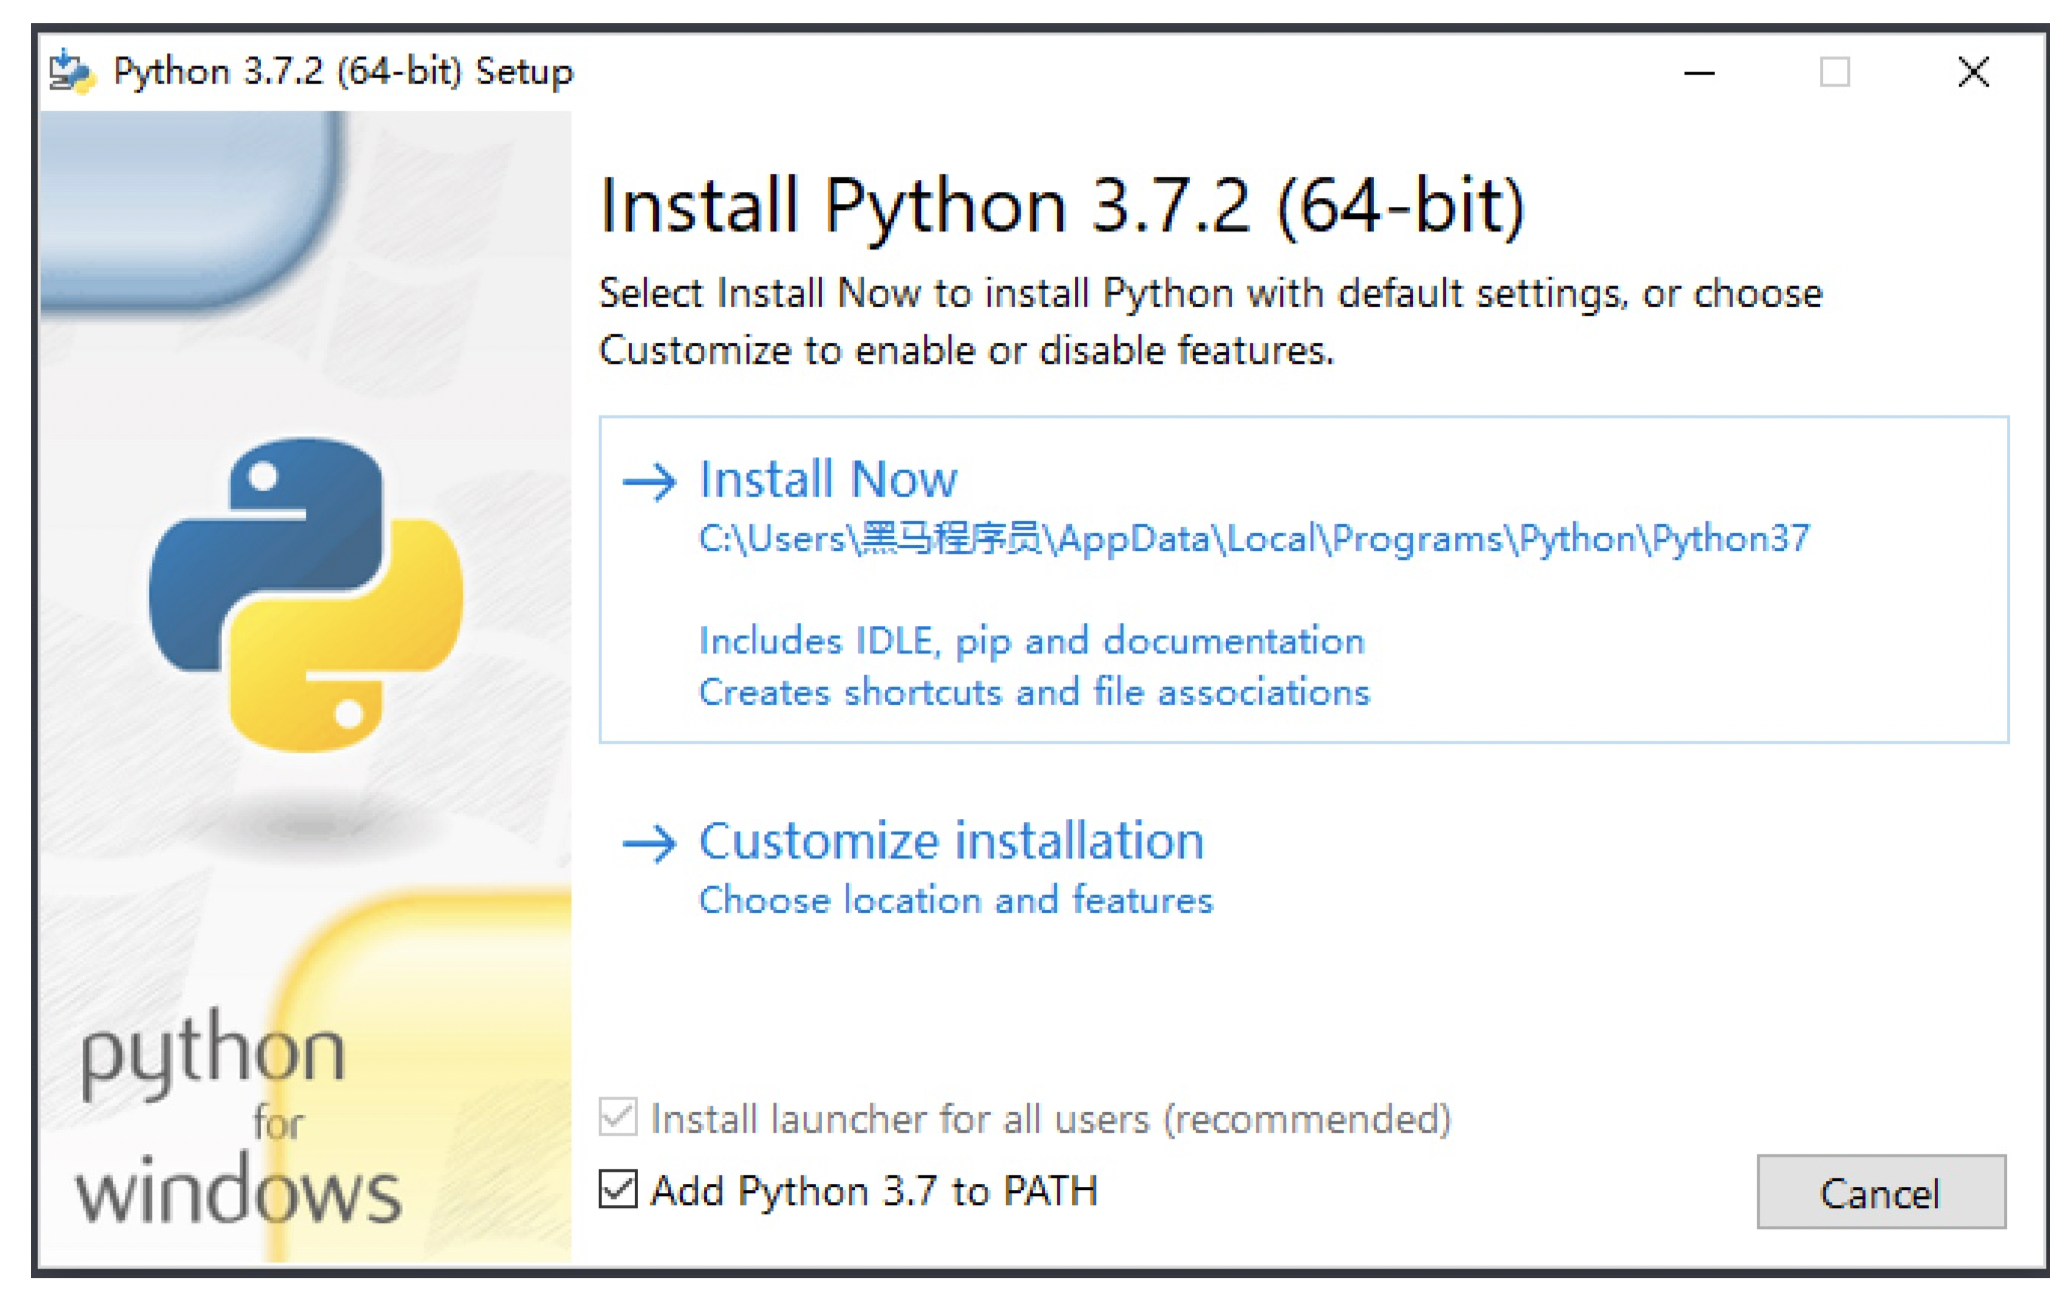 Python 3.7.2 (64-bit) Setup
Install Python 3.7.2 (64-bit)
Select Install Now to install Python with default settings, or choose
Customize to enable or disable features.
Install Now
C:\Users\黑马程序员\AppData\Local\Programs\Python\Python37
Includes IDLE, pip and documentation
Creates shortcuts and file associations
Customize installation
Choose location and features
python
for
windows
Install launcher for all users (recommended)
Add Python 3.7 to PATH
Cancel